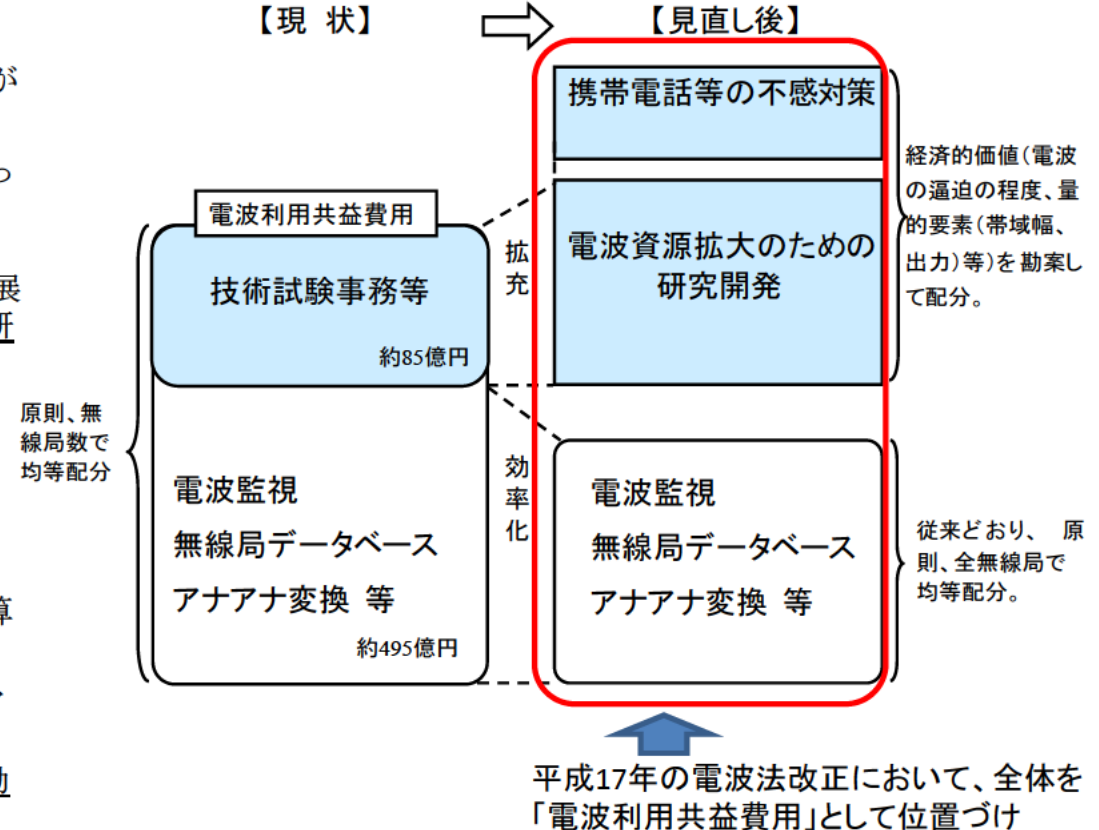 【現 状】
【見直し後】
が
っ
展
研
算
電波利用共益費用
技術試験事務等
約85億円
原則、無
線局数で
均等配分
電波監視
無線局データベース
アナアナ変換 等
約495億円
拡
充
効
率
化
携帯電話等の不感対策
電波資源拡大のための
研究開発
経済的価値(電波
の逼迫の程度、量
的要素(帯域幅、
出力)等)を勘案し
て配分。
電波監視
無線局データベース
アナアナ変換 等
従来どおり、 原
則、全無線局で
均等配分。
平成17年の電波法改正において、全体を
「電波利用共益費用」として位置づけ